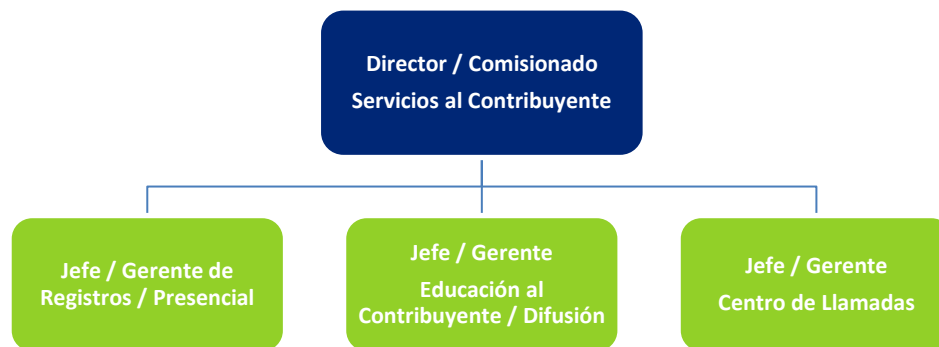 Director / Comisionado
Servicios al Contribuyente
Jefe / Gerente de
Registros / Presencial
Jefe / Gerente
Educación al
Contribuyente / Difusión
Jefe / Gerente
Centro de Llamadas